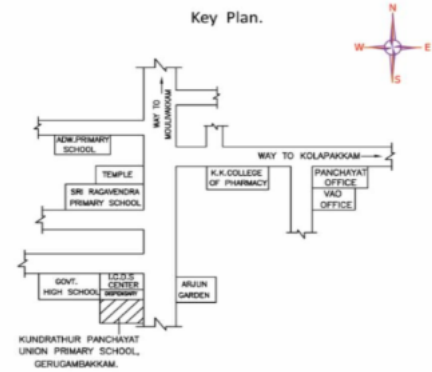 Key Plan.
N
W
E
S
WAY TO
MOULIVAKKAM
ADW.PRIMARY
SCHOOL
WAY TO KOLAPAKKAM
TEMPLE
K.K.COLLEGE
OF PHARMACY
PANCHAYAT
OFFICE
SRI RAGAVENDRA
PRIMARY SCHOOL
VAO
OFFICE
GOVT.
HIGH SCHOOL
I.C.D.S
CENTER
DISPENSARY
ARJUN
GARDEN
KUNDRATHUR PANCHAYAT
UNION PRIMARY SCHOOL,
GERUGAMBAKKAM.